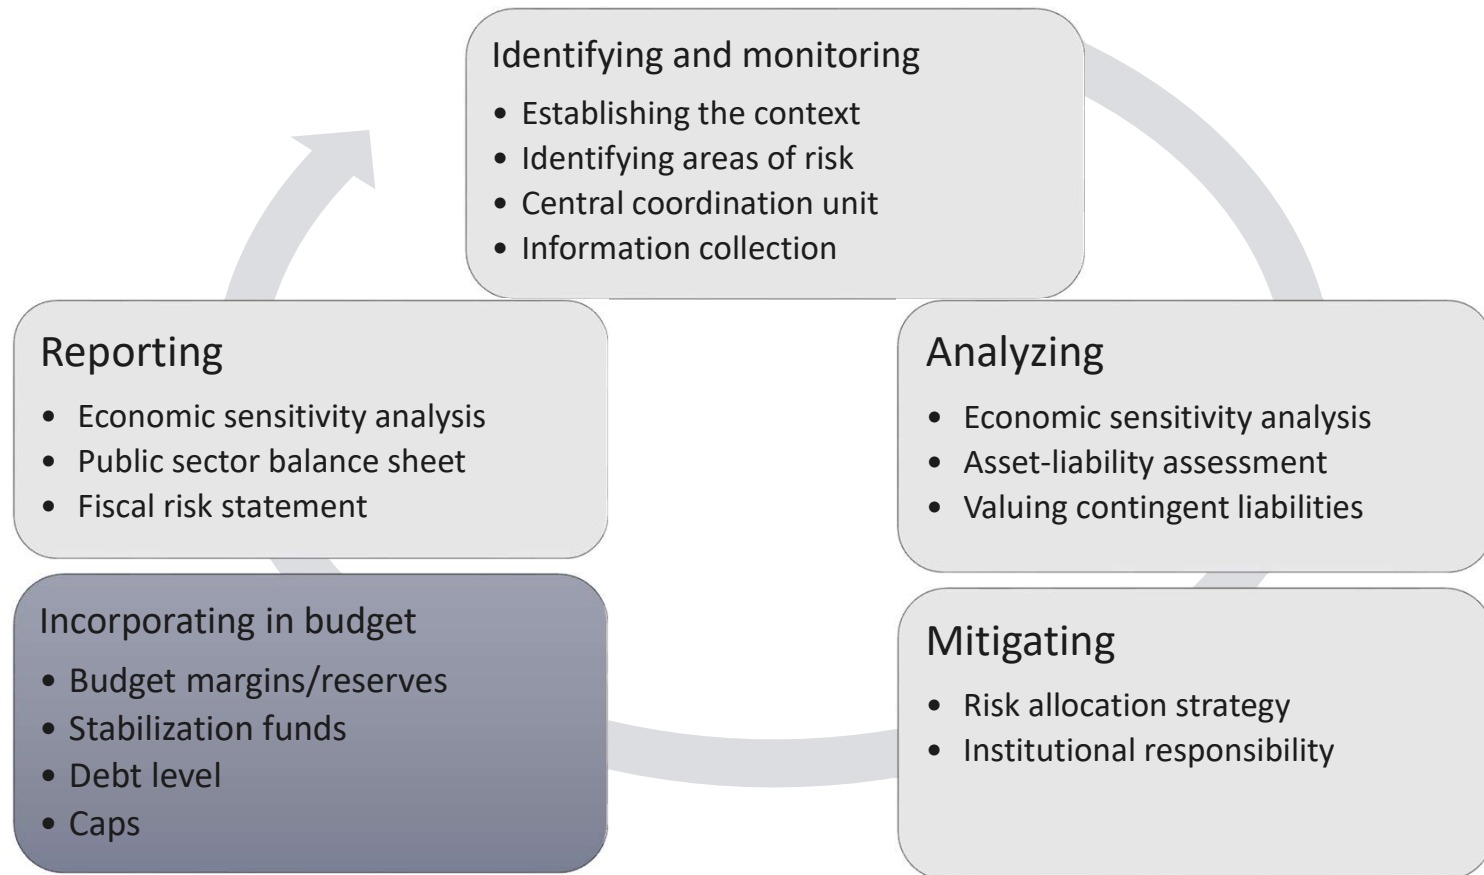 Identifying and monitoring
• Establishing the context
• Identifying areas of risk
• Central coordination unit
• Information collection
Analyzing
• Economic sensitivity analysis
• Asset-liability assessment
• Valuing contingent liabilities
Mitigating
• Risk allocation strategy
• Institutional responsibility
Incorporating in budget
• Budget margins/reserves
• Stabilization funds
• Debt level
• Caps
Reporting
• Economic sensitivity analysis
• Public sector balance sheet
• Fiscal risk statement